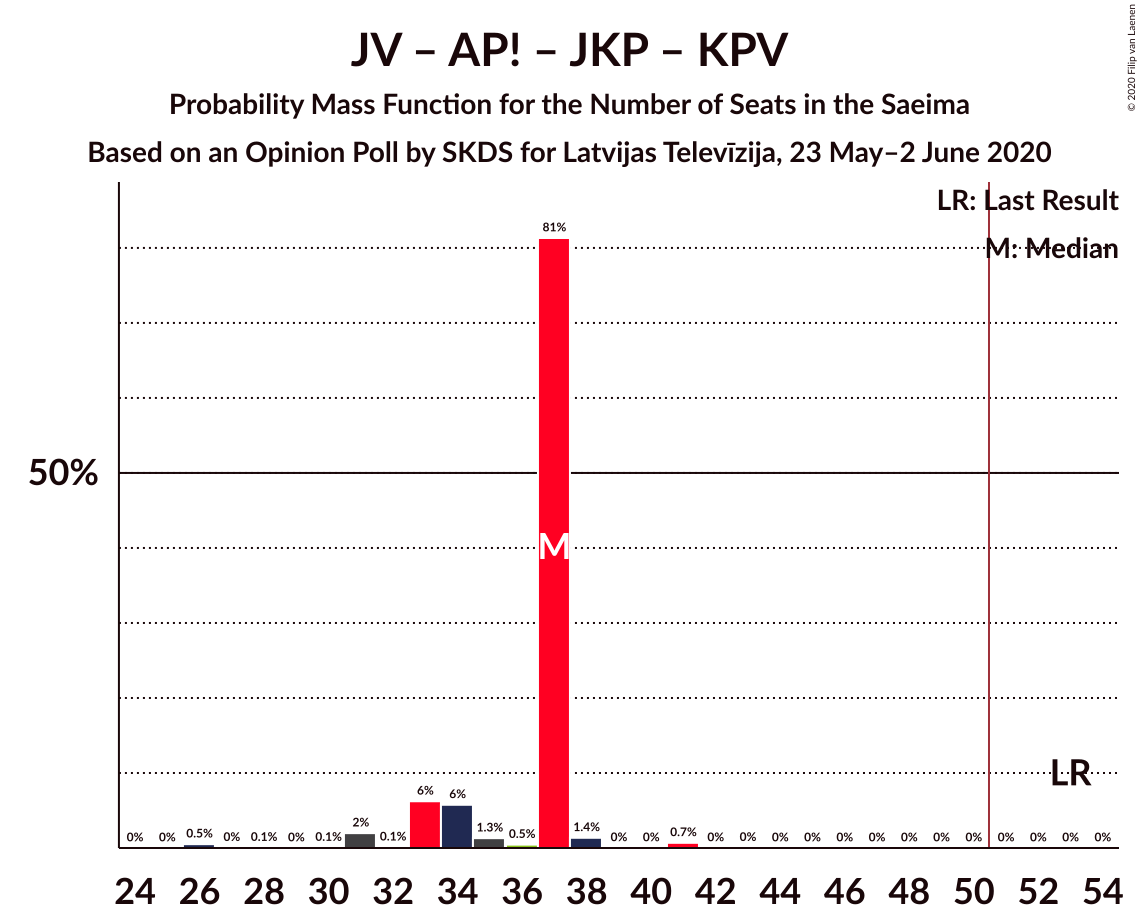 JV – AP! – JKP – KPV
Probability Mass Function for the Number of Seats in the Saeima
Based on an Opinion Poll by SKDS for Latvijas Televīzija, 23 May–2 June 2020
© 2020 Filip van Laenen
LR: Last Result
M: Median
50%
0% 0% 0.5% 0% 0.1% 0% 0.1% 2% 0.1% 6% 6% 1.3% 0.5% 81% 1.4% 0% 0% 0.7% 0% 0% 0% 0% 0% 0% 0% 0% 0% 0% 0% 0% 0%
M
LR
24 26 28 30 32 34 36 38 40 42 44 46 48 50 52 54